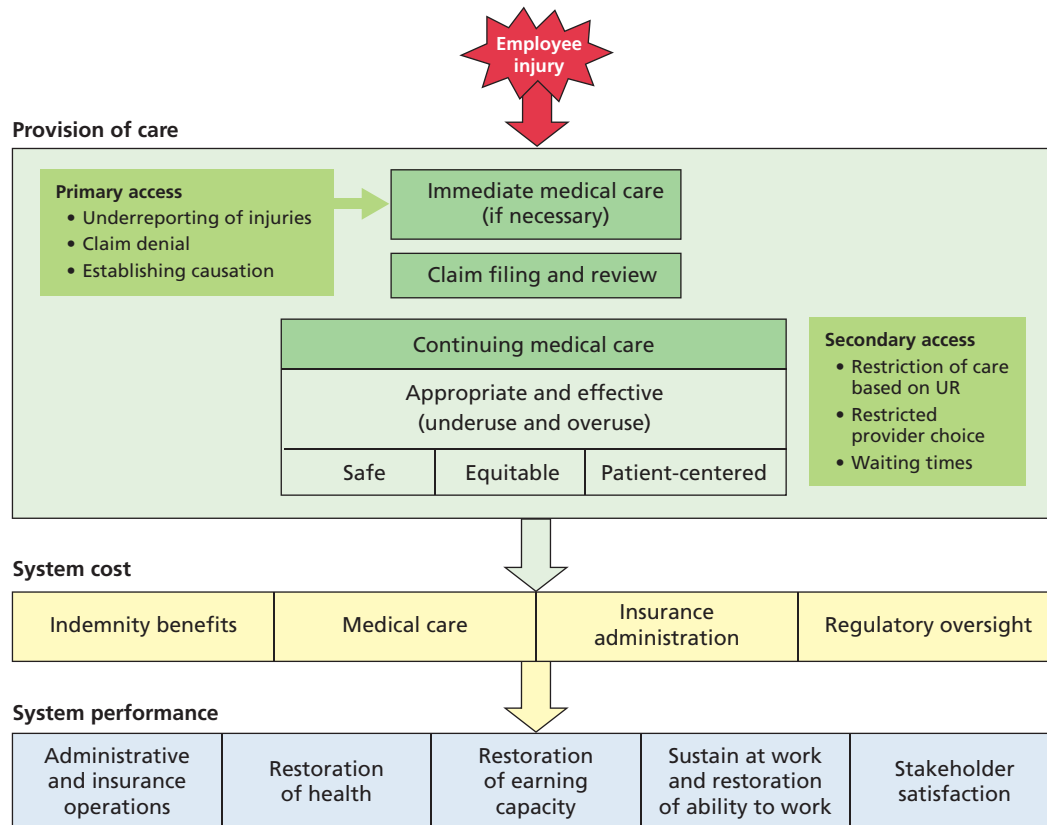 Employee
injury
Provision of care
Primary access
• Underreporting of injuries
• Claim denial
• Establishing causation
Immediate medical care
(if necessary)
Claim filing and review
Continuing medical care
Appropriate and effective
(underuse and overuse)
Safe
Equitable
Patient-centered
Secondary access
• Restriction of care
based on UR
• Restricted
provider choice
• Waiting times
System cost
Indemnity benefits
Medical care
Insurance
administration
Regulatory oversight
System performance
Administrative
and insurance
operations
Restoration
of health
Restoration
of earning
capacity
Sustain at work
and restoration
of ability to work
Stakeholder
satisfaction